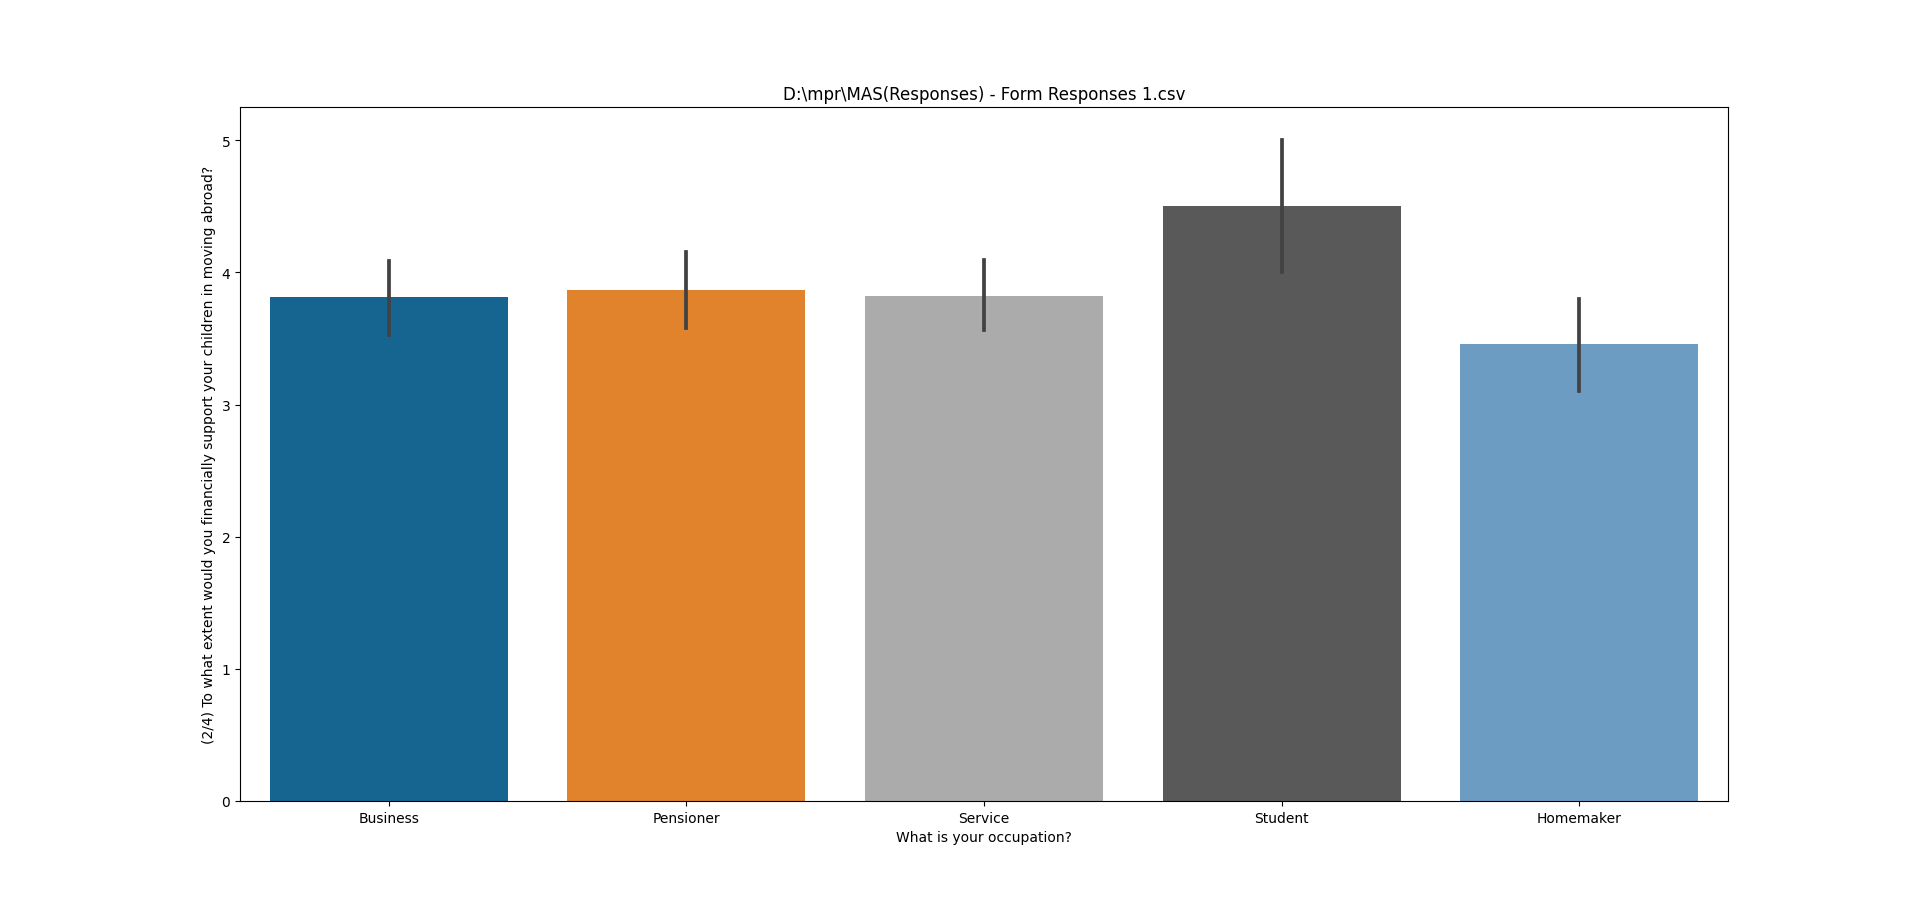 D:\mpr\MAS(Responses) - Form Responses 1.csv
(2/4) To what extent would you financially support your children in moving abroad?
5
4
3
2
1
0
Business
Pensioner
Service
Student
Homemaker
What is your occupation?